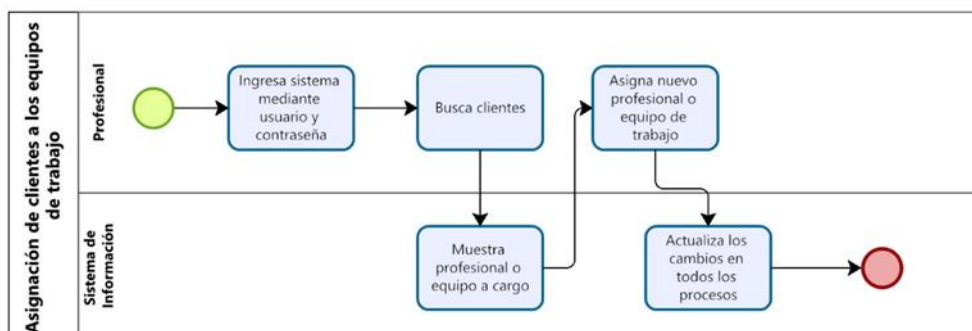 Asignación de clientes a los equipos
de trabajo
Profesional
Ingresa sistema
mediante
usuario y
contraseña
Busca clientes
Asigna nuevo
profesional o
equipo de
trabajo
Sistema de
Información
Muestra
profesional o
equipo a cargo
Actualiza los
cambios en
todos los
procesos